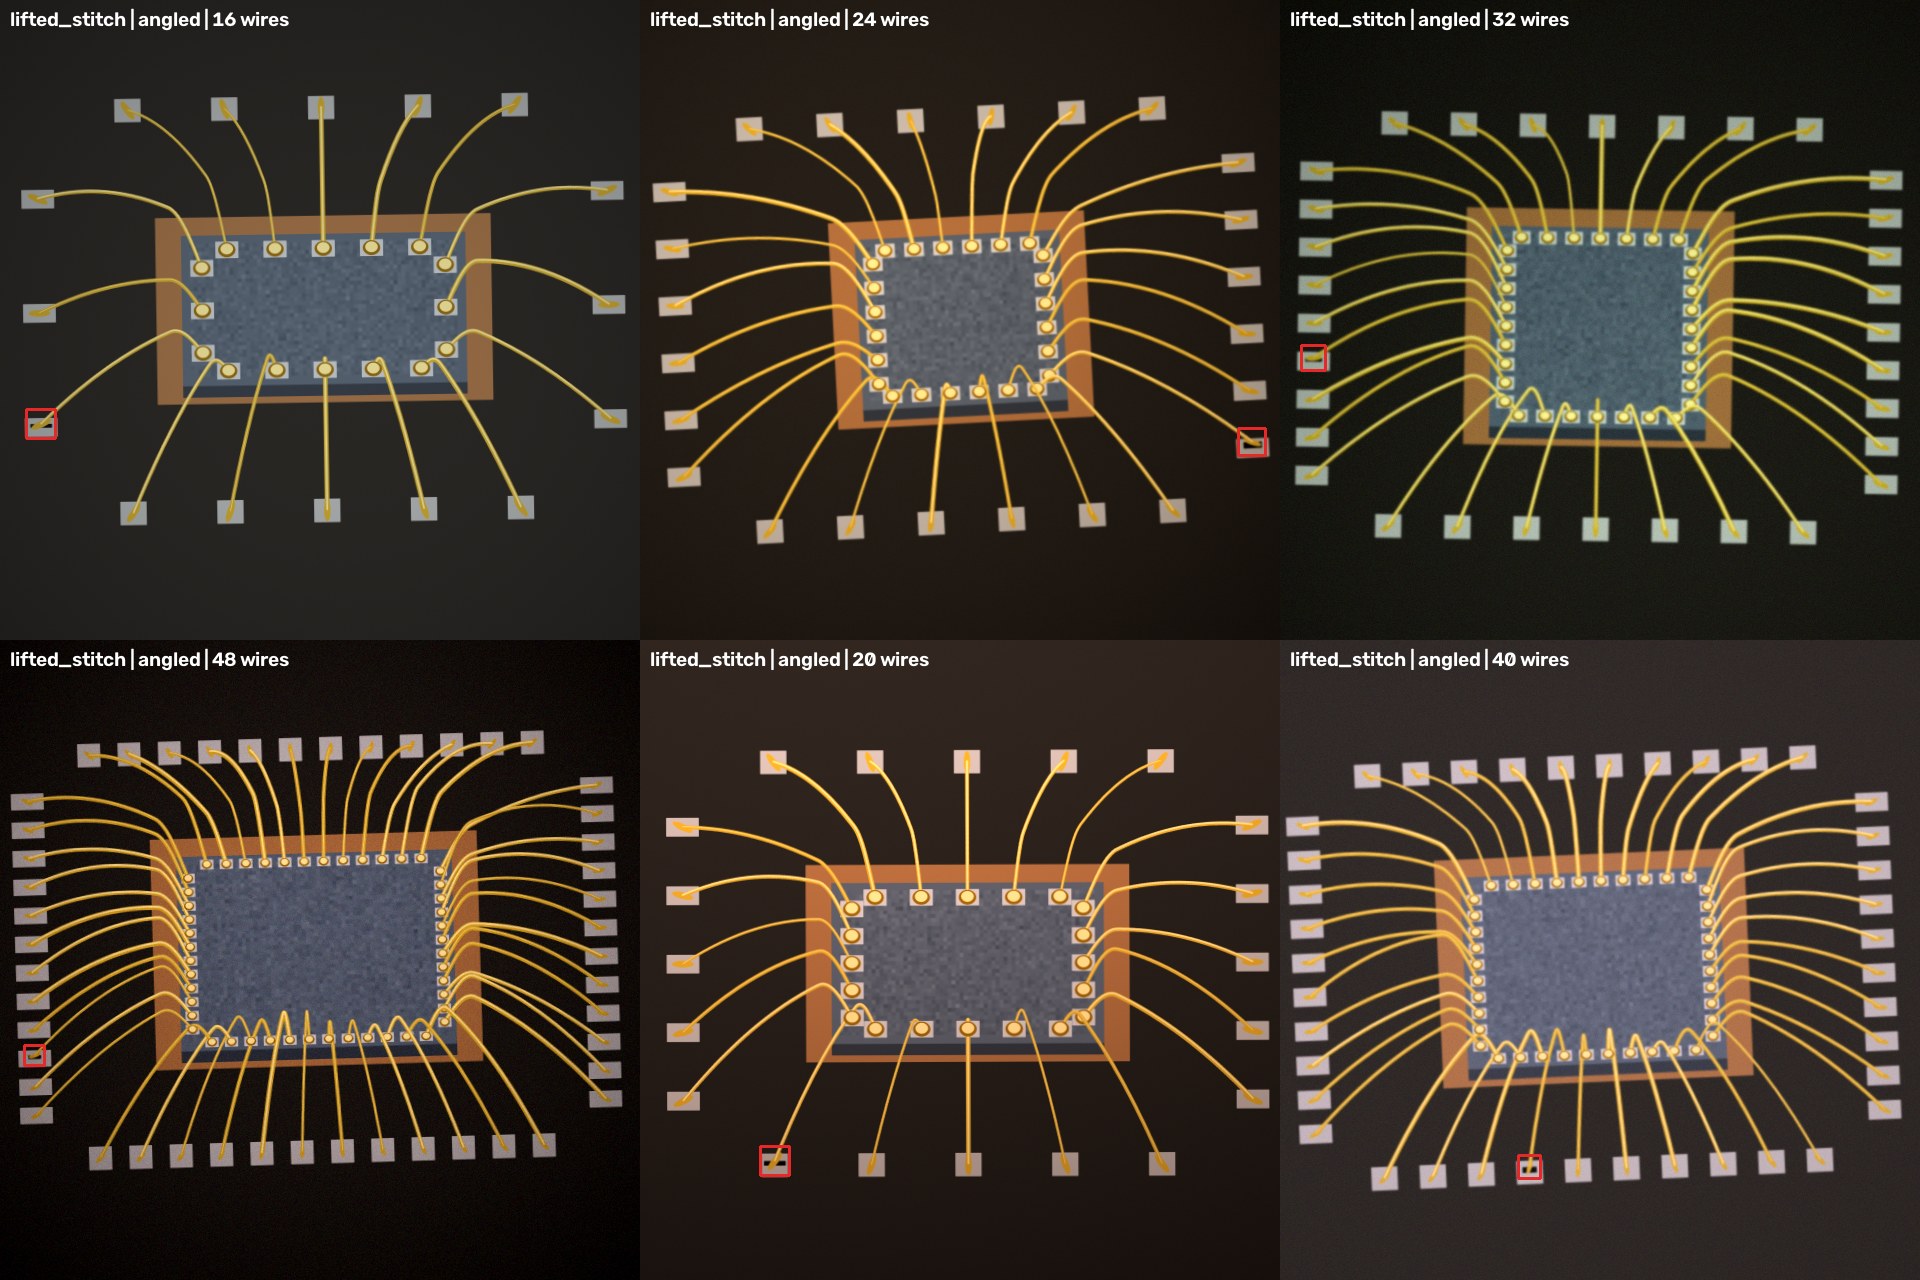 lifted_stitch | angled | 16 wires
lifted_stitch | angled | 24 wires
lifted_stitch | angled | 32 wires
lifted_stitch | angled | 48 wires
lifted_stitch | angled | 20 wires
lifted_stitch | angled | 40 wires